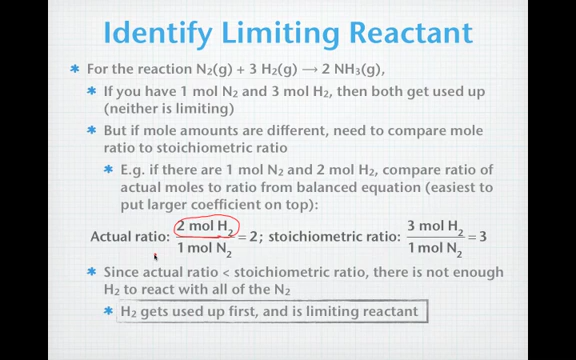 Identify Limiting Reactant
* For the reaction N₂(g) + 3 H₂(g) → 2 NH₃(g),
* If you have 1 mol N₂ and 3 mol H₂, then both get used up
(neither is limiting)
* But if mole amounts are different, need to compare mole
ratio to stoichiometric ratio
* E.g. if there are 1 mol N₂ and 2 mol H₂, compare ratio of
actual moles to ratio from balanced equation (easiest to
put larger coefficient on top):
Actual ratio: 2 mol H₂ / 1 mol N₂ = 2; stoichiometric ratio: 3 mol H₂ / 1 mol N₂ = 3
* Since actual ratio < stoichiometric ratio, there is not enough
H₂ to react with all of the N₂
* H₂ gets used up first, and is limiting reactant